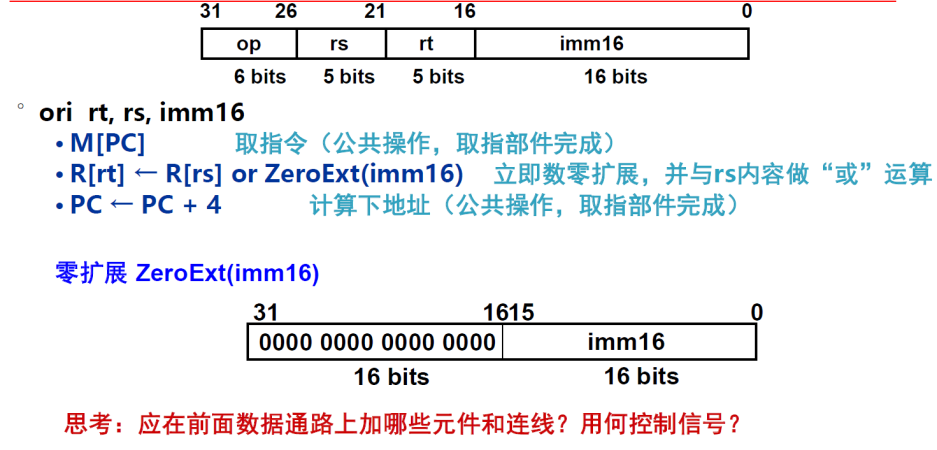 31 26 21 16 0
op rs rt imm16
6 bits 5 bits 5 bits 16 bits
° ori rt, rs, imm16
• M[PC] 取指令（公共操作，取指部件完成）
• R[rt] ← R[rs] or ZeroExt(imm16) 立即数零扩展，并与rs内容做“或”运算
• PC ← PC + 4 计算下地址（公共操作，取指部件完成）
零扩展 ZeroExt(imm16)
31 1615 0
0000 0000 0000 0000 imm16
16 bits 16 bits
思考：应在前面数据通路上加哪些元件和连线？用何控制信号？